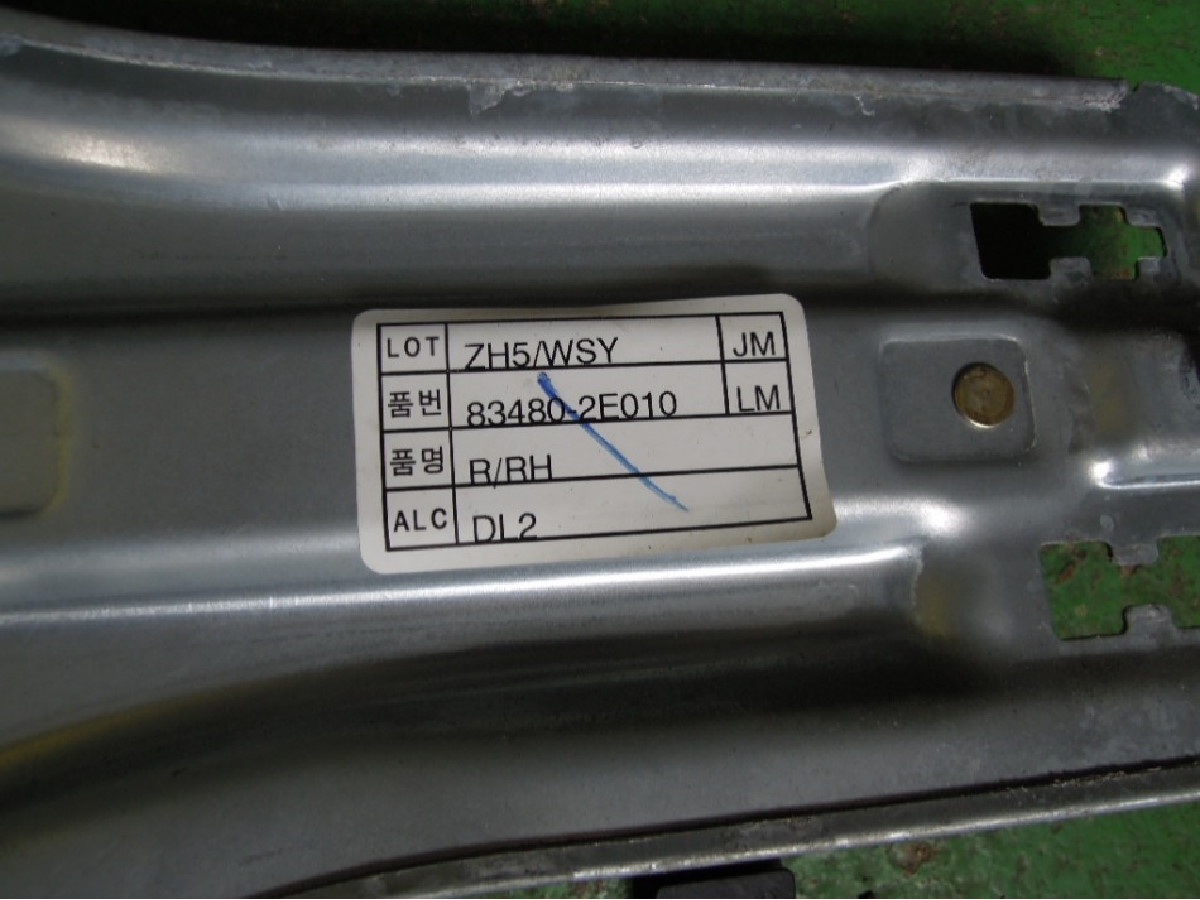 LOT ZH5/WSY JM
품번 83480-2E010 LM
품명 R/RH
ALC DL2